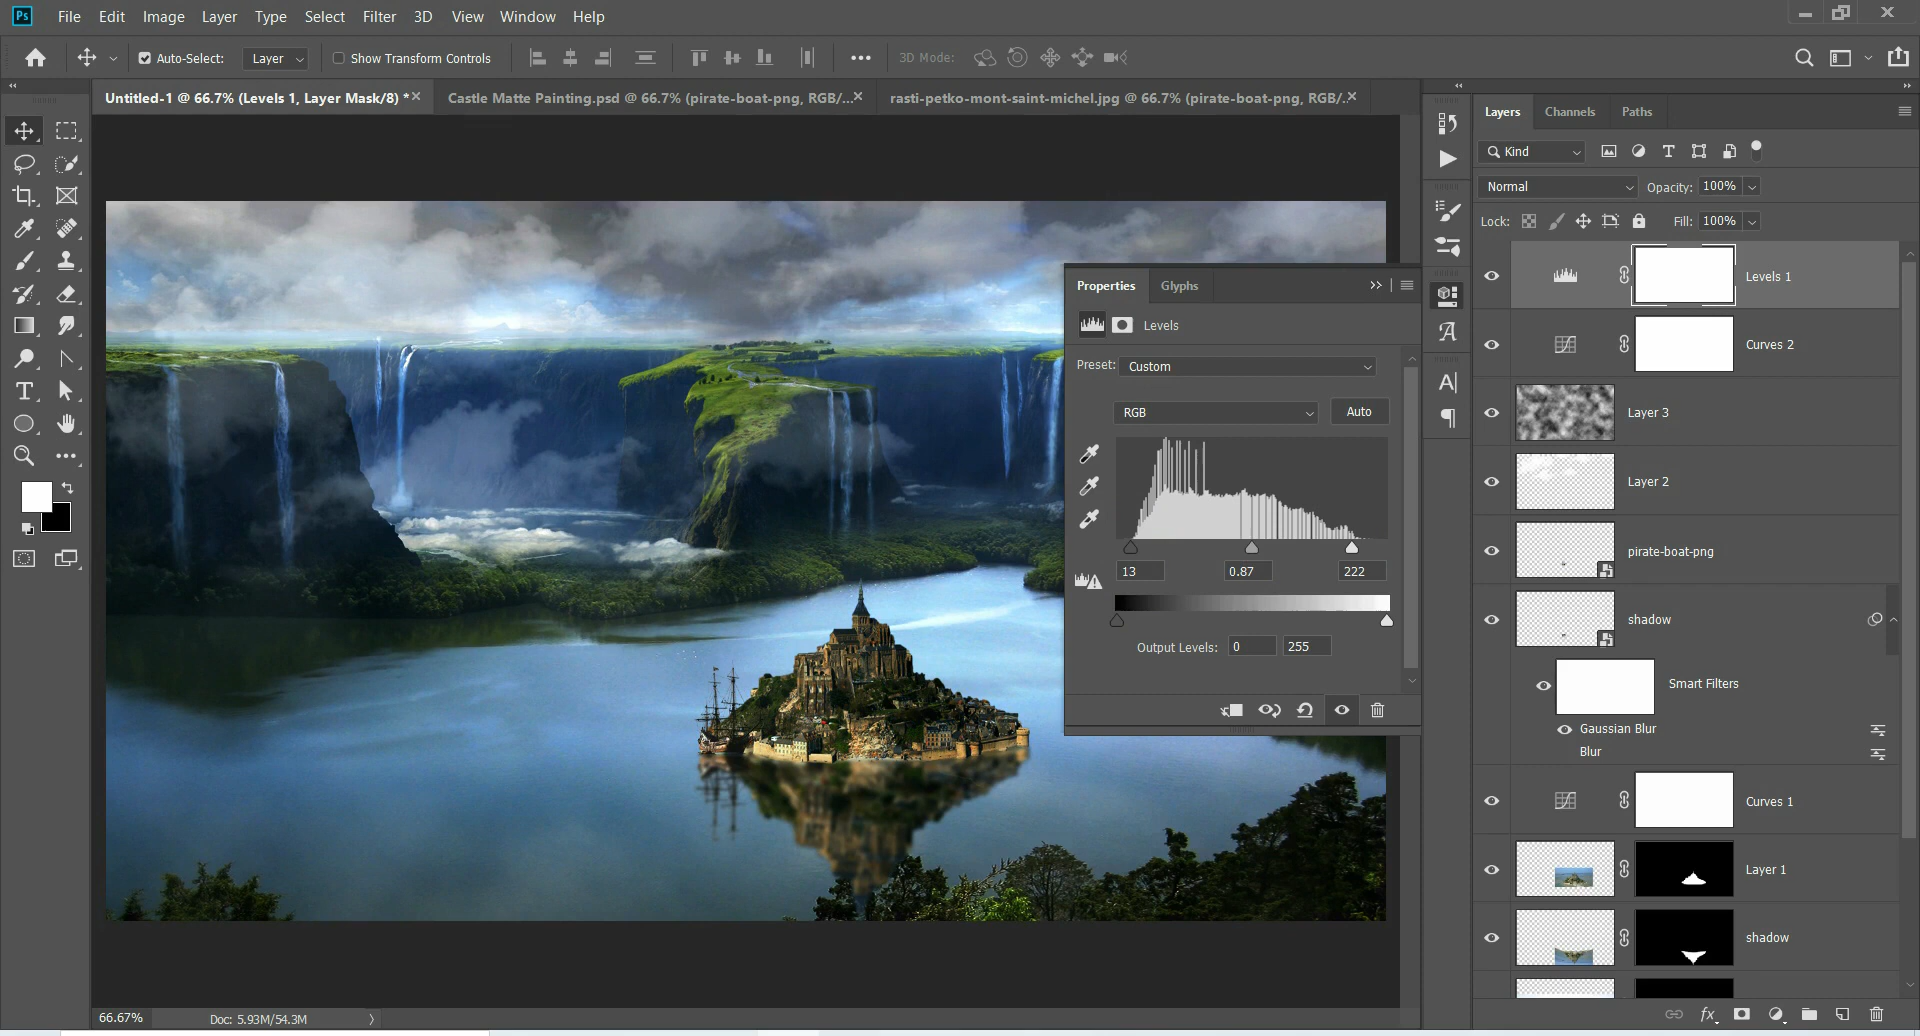 Ps File Edit Image Layer Type Select Filter 3D View Window Help
Auto-Select: Layer Show Transform Controls 3D Mode:
Untitled-1 @ 66.7% (Levels 1, Layer Mask/8) * Castle Matte Painting.psd @ 66.7% (pirate-boat-png, RGB/... rasti-petko-mont-saint-michel.jpg @ 66.7% (pirate-boat-png, RGB/.
Properties Glyphs
Levels
Preset: Custom
RGB Auto
13 0.87 222
Output Levels: 0 255
Layers Channels Paths
Kind
Normal Opacity: 100%
Lock: Fill: 100%
Levels 1
Curves 2
Layer 3
Layer 2
pirate-boat-png
shadow
Smart Filters
Gaussian Blur
Blur
Curves 1
Layer 1
shadow
fx
66.67% Doc: 5.93M/54.3M